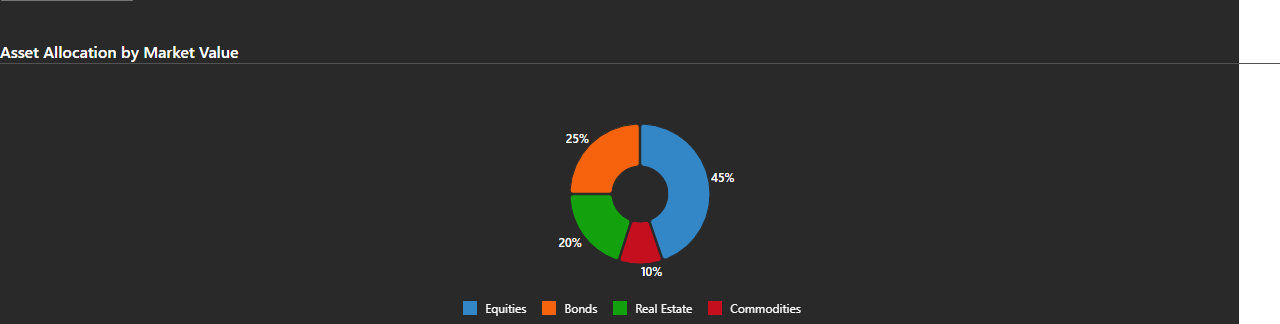 Asset Allocation by Market Value
25%
45%
20%
10%
Equities Bonds Real Estate Commodities